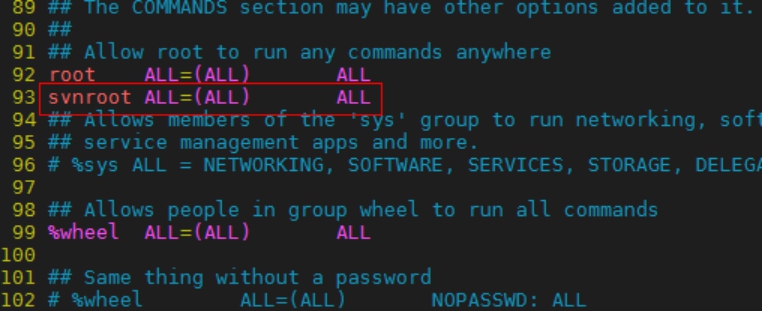 89 ## The COMMANDS section may have other options added to it.
90 ##
91 ## Allow root to run any commands anywhere
92 root ALL=(ALL) ALL
93 svnroot ALL=(ALL) ALL
94 ## Allows members of the 'sys' group to run networking, soft
95 ## service management apps and more.
96 # %sys ALL = NETWORKING, SOFTWARE, SERVICES, STORAGE, DELEGA
97
98 ## Allows people in group wheel to run all commands
99 %wheel ALL=(ALL) ALL
100
101 ## Same thing without a password
102 # %wheel ALL=(ALL) NOPASSWD: ALL